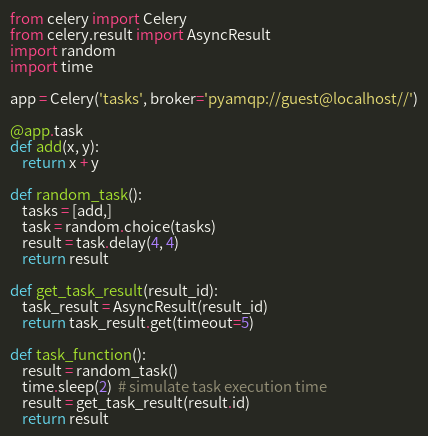 from celery import Celery
from celery.result import AsyncResult
import random
import time

app = Celery('tasks', broker='pyamqp://guest@localhost//')

@app.task
def add(x, y):
    return x + y

def random_task():
    tasks = [add,]
    task = random.choice(tasks)
    result = task.delay(4, 4)
    return result

def get_task_result(result_id):
    task_result = AsyncResult(result_id)
    return task_result.get(timeout=5)

def task_function():
    result = random_task()
    time.sleep(2)  # simulate task execution time
    result = get_task_result(result.id)
    return result